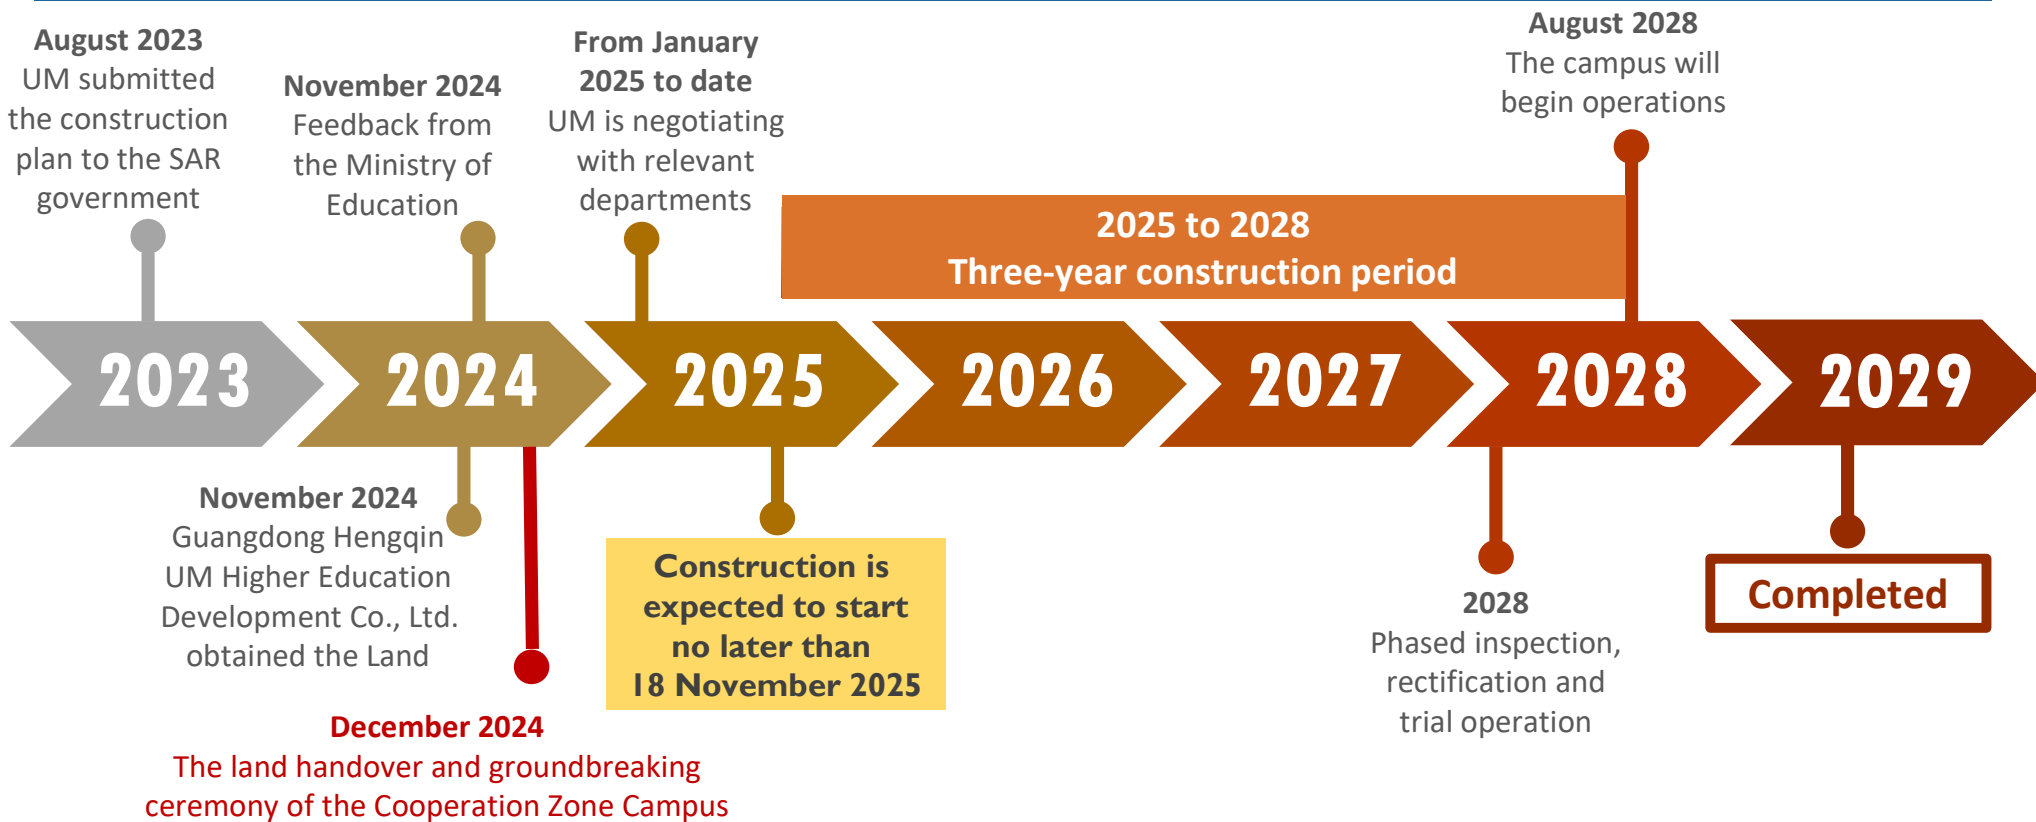 August 2023
UM submitted
the construction
plan to the SAR
government
November 2024
Feedback from
the Ministry of
Education
From January
2025 to date
UM is negotiating
with relevant
departments
August 2028
The campus will
begin operations
2025 to 2028
Three-year construction period
2023
2024
2025
2026
2027
2028
2029
November 2024
Guangdong Hengqin
UM Higher Education
Development Co., Ltd.
obtained the Land
December 2024
The land handover and groundbreaking
ceremony of the Cooperation Zone Campus
Construction is
expected to start
no later than
18 November 2025
2028
Phased inspection,
rectification and
trial operation
Completed